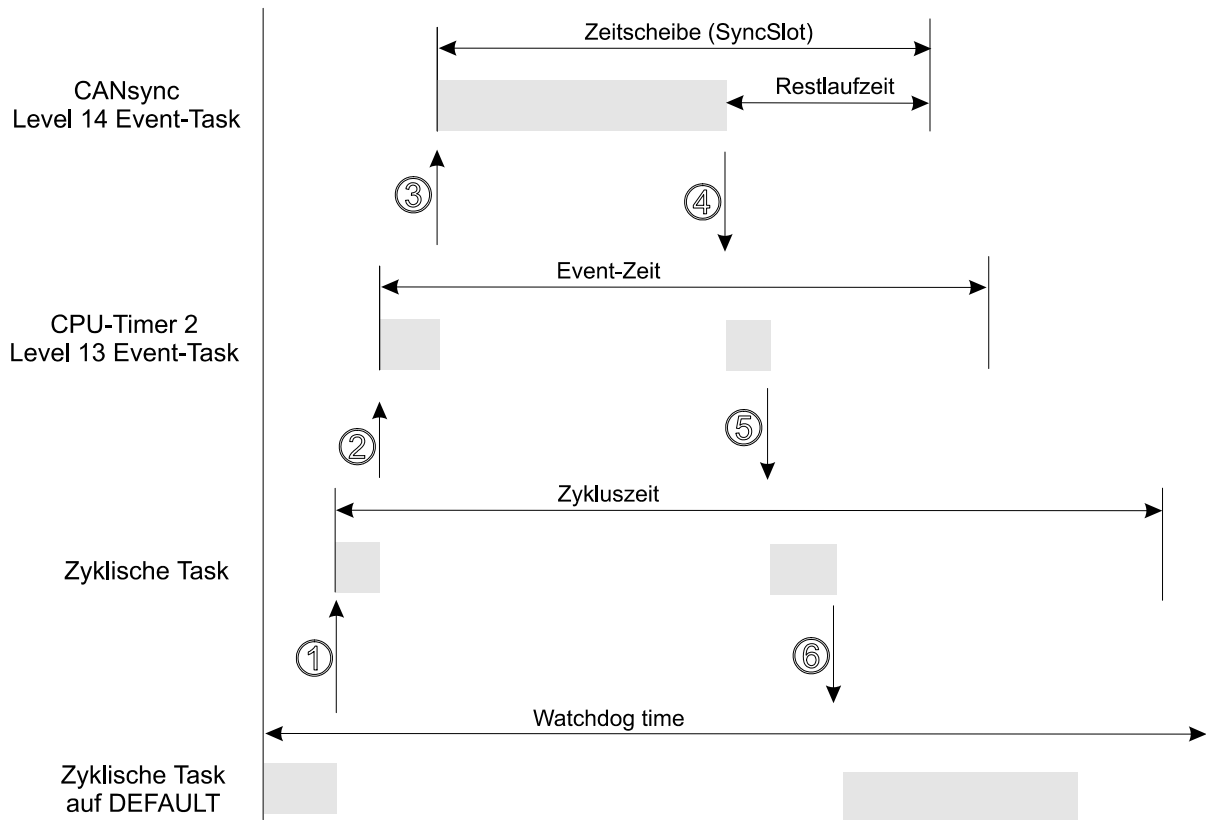 Zeitscheibe (SyncSlot)
CANsync
Level 14 Event-Task
Restlaufzeit
3
4
Event-Zeit
CPU-Timer 2
Level 13 Event-Task
2
5
Zykluszeit
Zyklische Task
1
6
Watchdog time
Zyklische Task
auf DEFAULT